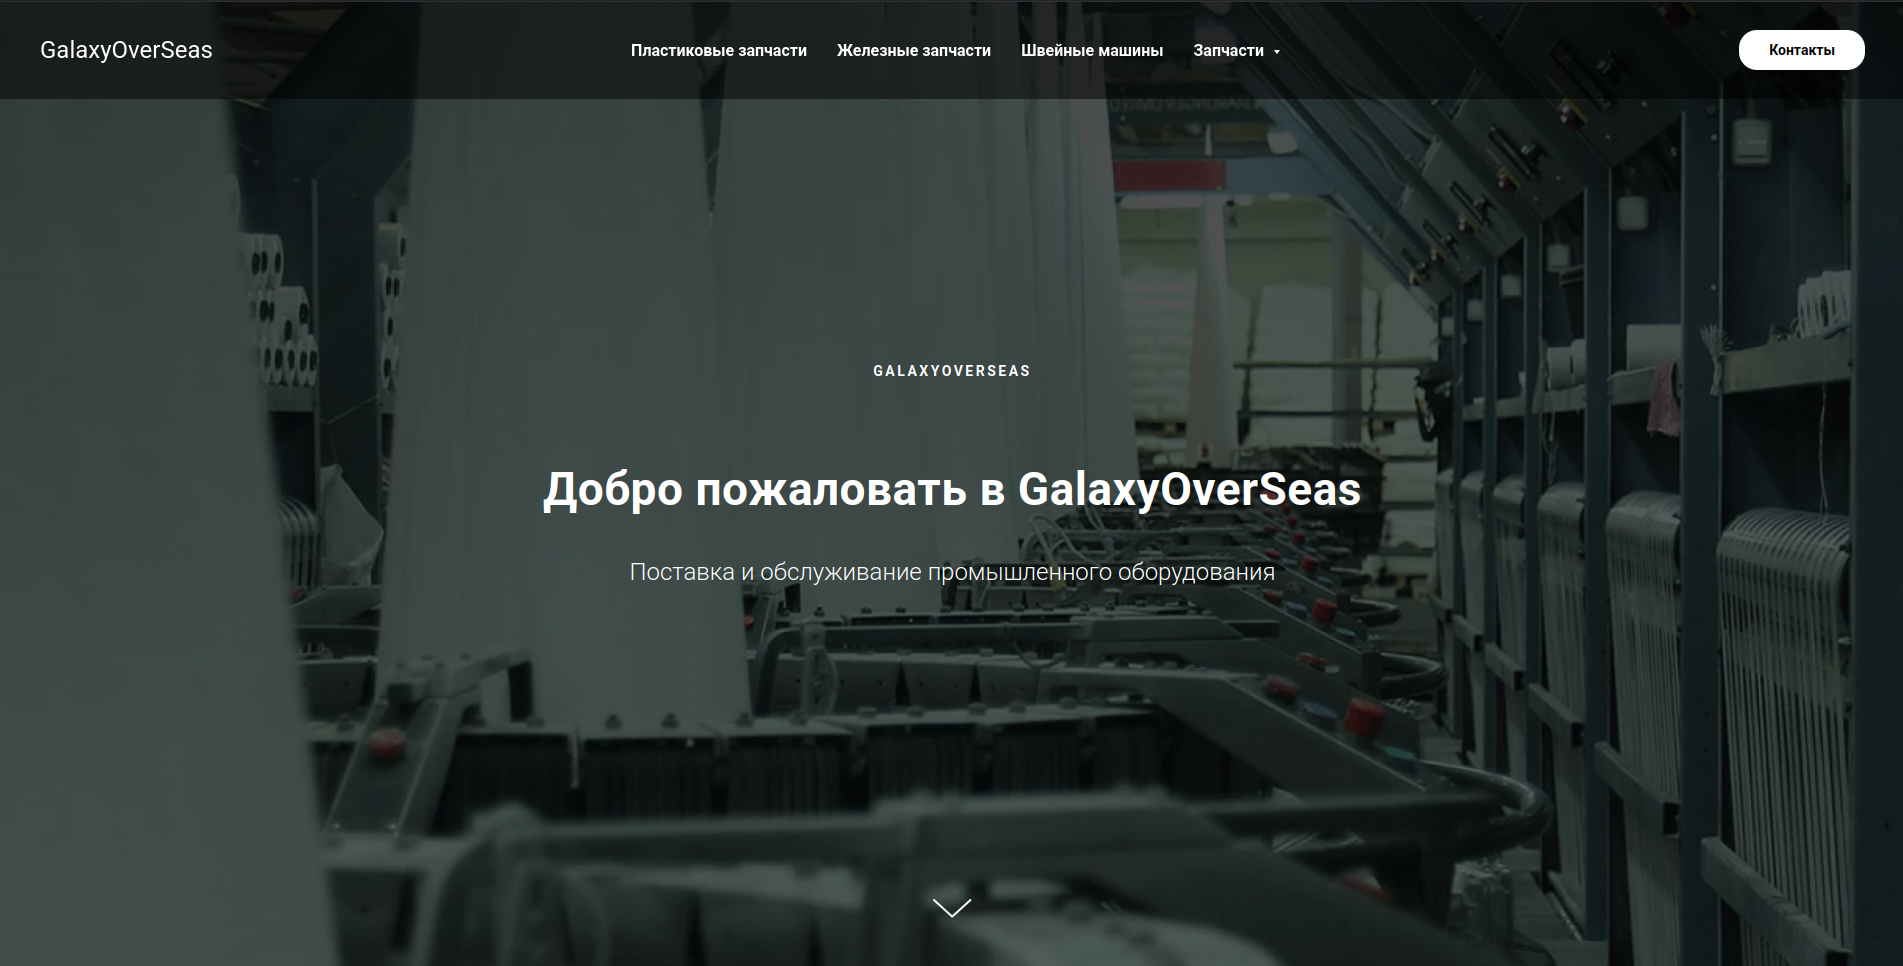 GalaxyOverSeas
Пластиковые запчасти
Железные запчасти
Швейные машины
Запчасти
Контакты
GALAXYOVERSEAS
Добро пожаловать в GalaxyOverSeas
Поставка и обслуживание промышленного оборудования